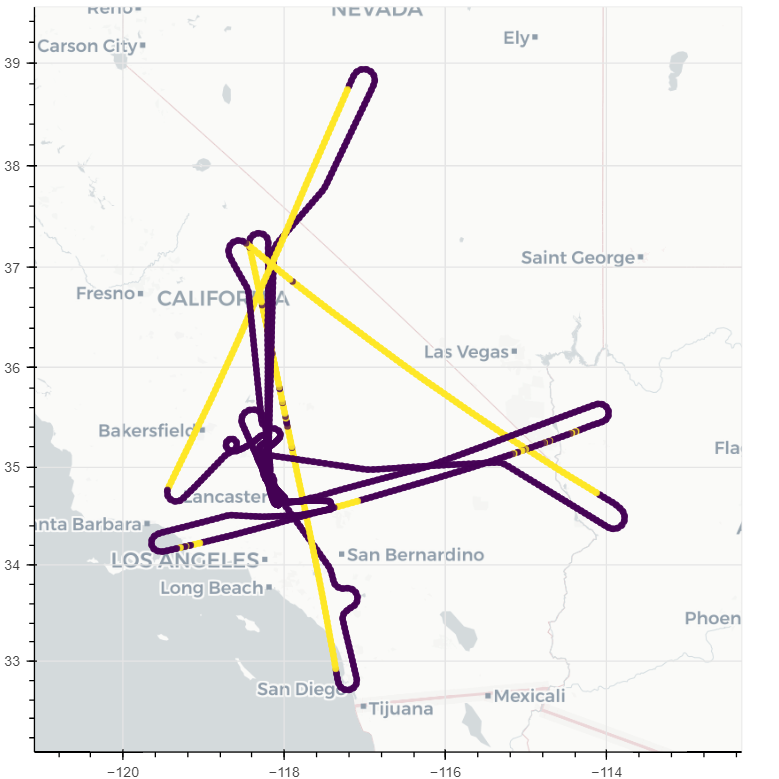 Reno
NEVADA
Carson City
Ely
39
38
37
Saint George
Fresno
CALIFORNIA
Las Vegas
36
Bakersfield
35
Fla
Lancaster
nta Barbara
LOS ANGELES
San Bernardino
34
Long Beach
Phoen
33
San Diego
Mexicali
Tijuana
−120
−118
−116
−114